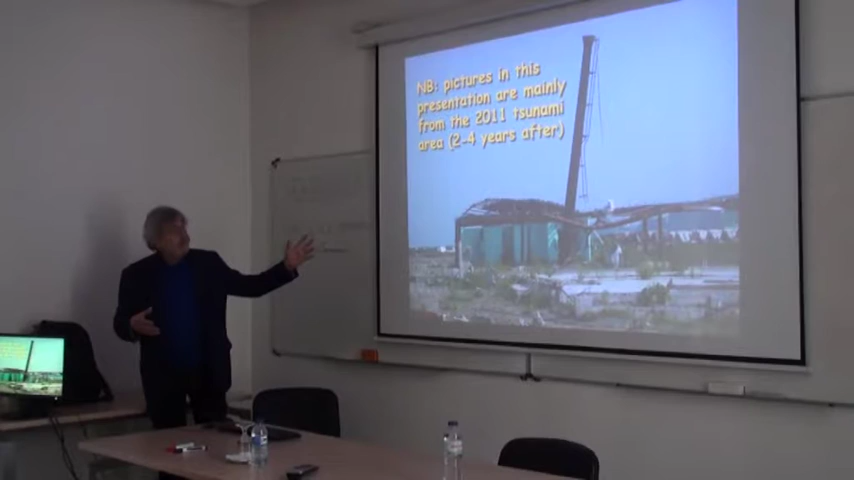 NB: pictures in this
presentation are mainly
from the 2011 tsunami
area (2-4 years after)